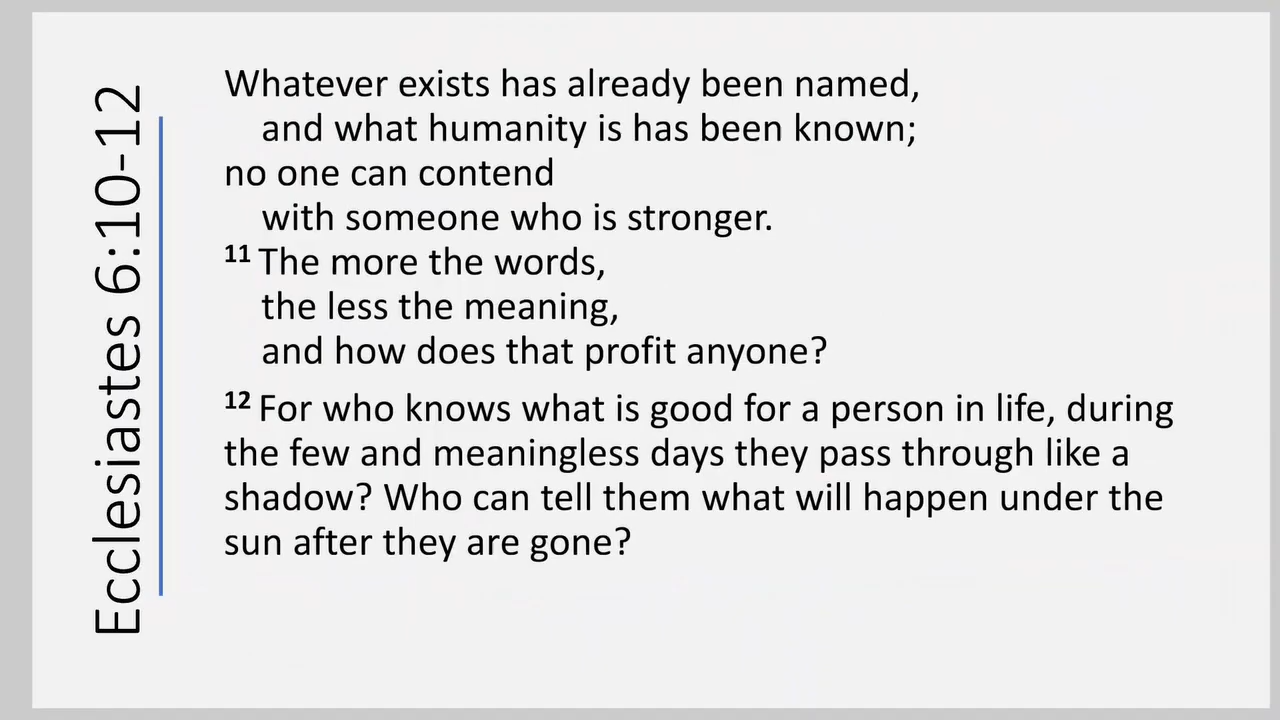 Ecclesiastes 6:10-12
Whatever exists has already been named,
and what humanity is has been known;
no one can contend
with someone who is stronger.
11 The more the words,
the less the meaning,
and how does that profit anyone?
12 For who knows what is good for a person in life, during
the few and meaningless days they pass through like a
shadow? Who can tell them what will happen under the
sun after they are gone?